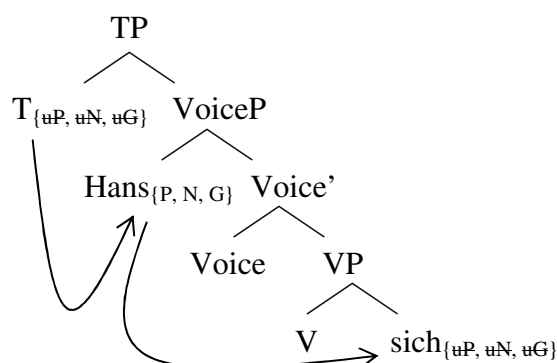 TP
T{uP, uN, uG} VoiceP
Hans{P, N, G} Voice’
Voice VP
V sich{uP, uN, uG}